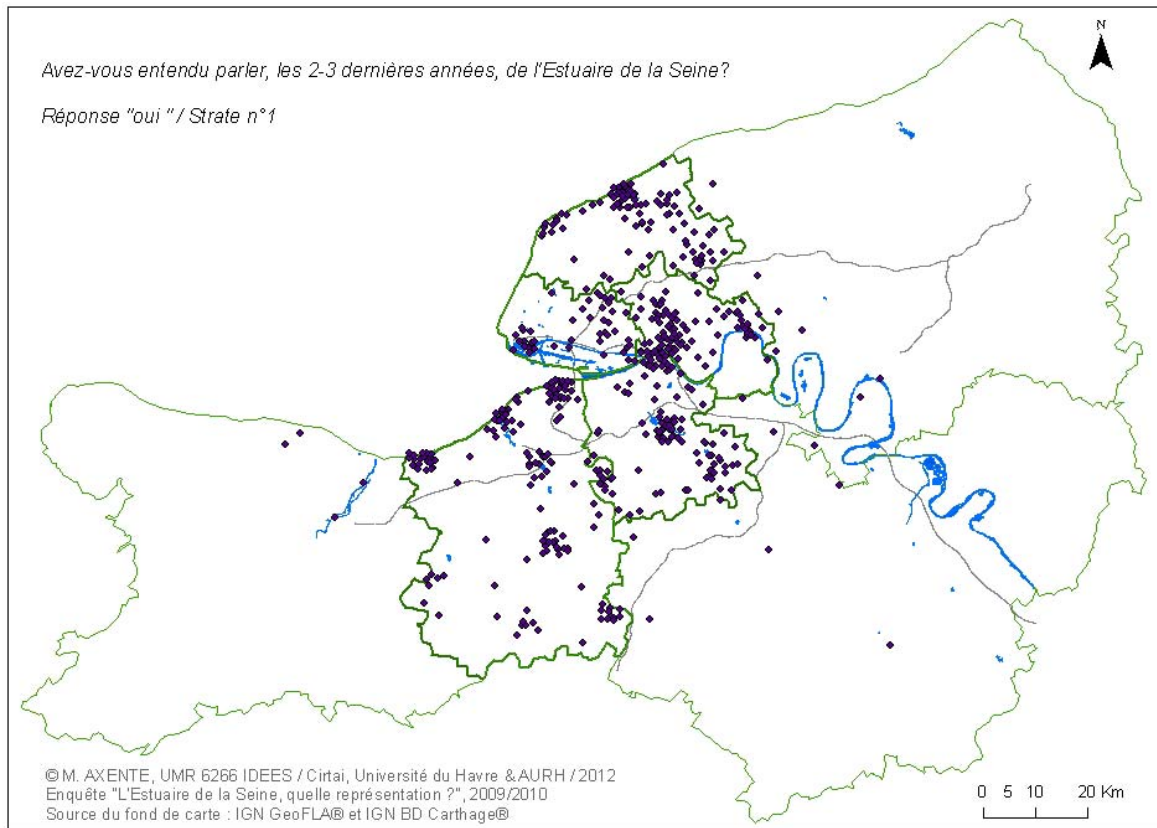 Avez-vous entendu parler, les 2-3 dernières années, de l'Estuaire de la Seine?
Réponse "oui " / Strate n°1
N
© M. AXENTE, UMR 6266 IDEES / Cirtai, Université du Havre & AURH / 2012
Enquête "L'Estuaire de la Seine, quelle représentation ?", 2009/2010
Source du fond de carte : IGN GeoFLA® et IGN BD Carthage®
0 5 10 20 Km